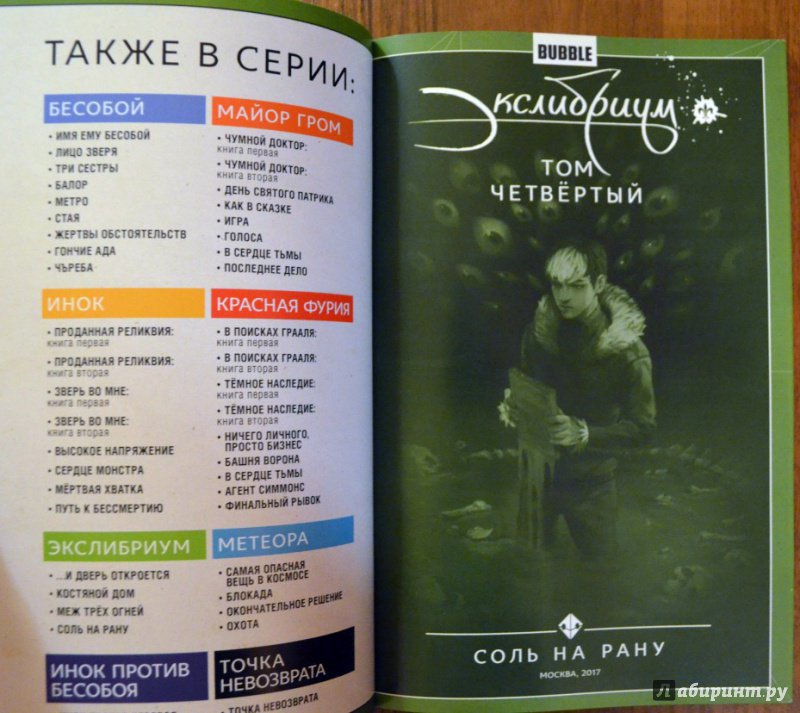 ТАКЖЕ В СЕРИИ:
БЕСОБОЙ
• ИМЯ ЕМУ БЕСОБОЙ
• ЛИЦО ЗВЕРЯ
• ТРИ СЕСТРЫ
• БАЛОР
• МЕТРО
• СТАЯ
• ЖЕРТВЫ ОБСТОЯТЕЛЬСТВ
• ГОНЧИЕ АДА
• ЧЪРЕБА
МАЙОР ГРОМ
• ЧУМНОЙ ДОКТОР:
книга первая
• ЧУМНОЙ ДОКТОР:
книга вторая
• ДЕНЬ СВЯТОГО ПАТРИКА
• КАК В СКАЗКЕ
• ИГРА
• ГОЛОСА
• В СЕРДЦЕ ТЬМЫ
• ПОСЛЕДНЕЕ ДЕЛО
ИНОК
• ПРОДАННАЯ РЕЛИКВИЯ:
книга первая
• ПРОДАННАЯ РЕЛИКВИЯ:
книга вторая
• ЗВЕРЬ ВО МНЕ:
книга первая
• ЗВЕРЬ ВО МНЕ:
книга вторая
• ВЫСОКОЕ НАПРЯЖЕНИЕ
• СЕРДЦЕ МОНСТРА
• МЁРТВАЯ ХВАТКА
• ПУТЬ К БЕССМЕРТИЮ
КРАСНАЯ ФУРИЯ
• В ПОИСКАХ ГРААЛЯ:
книга первая
• В ПОИСКАХ ГРААЛЯ:
книга вторая
• ТЁМНОЕ НАСЛЕДИЕ:
книга первая
• ТЁМНОЕ НАСЛЕДИЕ:
книга вторая
• НИЧЕГО ЛИЧНОГО,
ПРОСТО БИЗНЕС
• БАШНЯ ВОРОНА
• В СЕРДЦЕ ТЬМЫ
• АГЕНТ СИММОНС
• ФИНАЛЬНЫЙ РЫВОК
ЭКСЛИБРИУМ
• ...И ДВЕРЬ ОТКРОЕТСЯ
• КОСТЯНОЙ ДОМ
• МЕЖ ТРЁХ ОГНЕЙ
• СОЛЬ НА РАНУ
МЕТЕОРА
• САМАЯ ОПАСНАЯ
ВЕЩЬ В КОСМОСЕ
• БЛОКАДА
• ОКОНЧАТЕЛЬНОЕ РЕШЕНИЕ
• ОХОТА
ИНОК ПРОТИВ
БЕСОБОЯ
ТОЧКА
НЕВОЗВРАТА
• ТОЧКА НЕВОЗВРАТА
BUBBLE
Экслибриум
ТОМ
ЧЕТВЁРТЫЙ
СОЛЬ НА РАНУ
МОСКВА, 2017
Лабиринт.ру